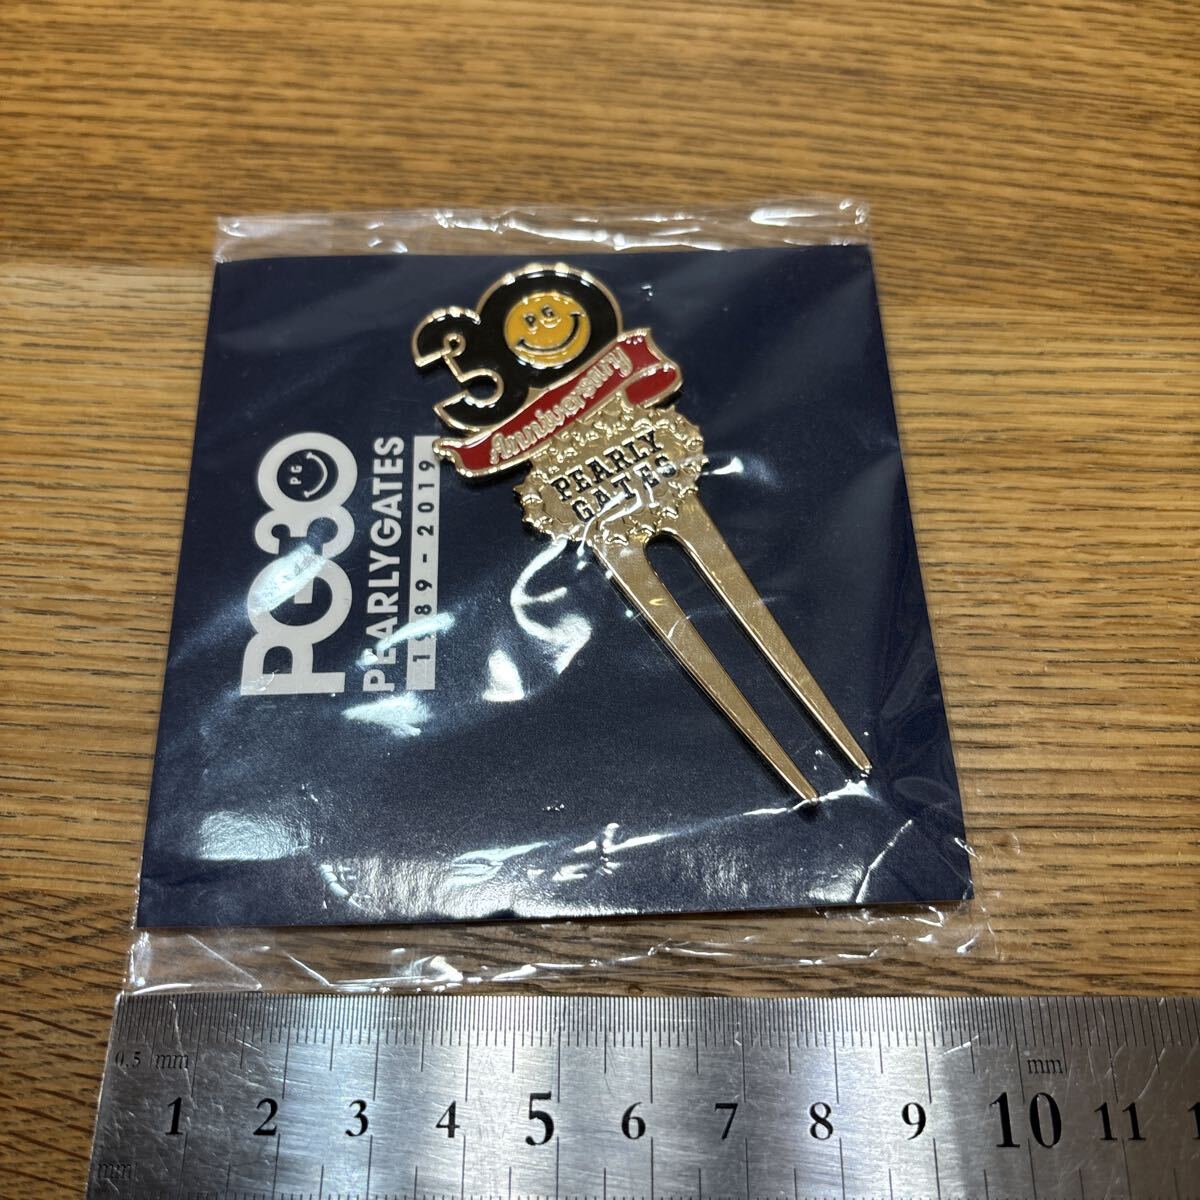 30
PG
Anniversary
PEARLY
GATES
PG30
PG
PEARLYGATES
1989-2019
0.5 mm
mm
1 2 3 4 5 6 7 8 9 10 11
mm